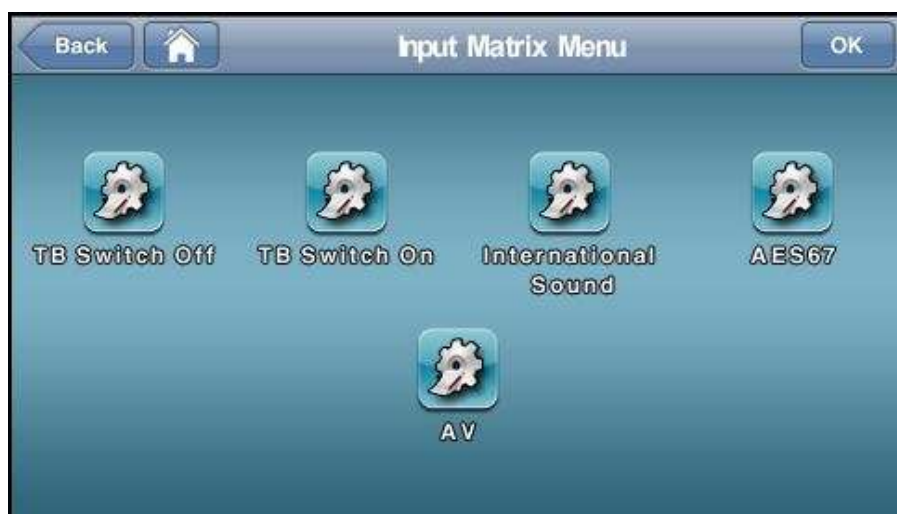 Back
Input Matrix Menu
OK
TB Switch Off
TB Switch On
International
Sound
AES67
AV